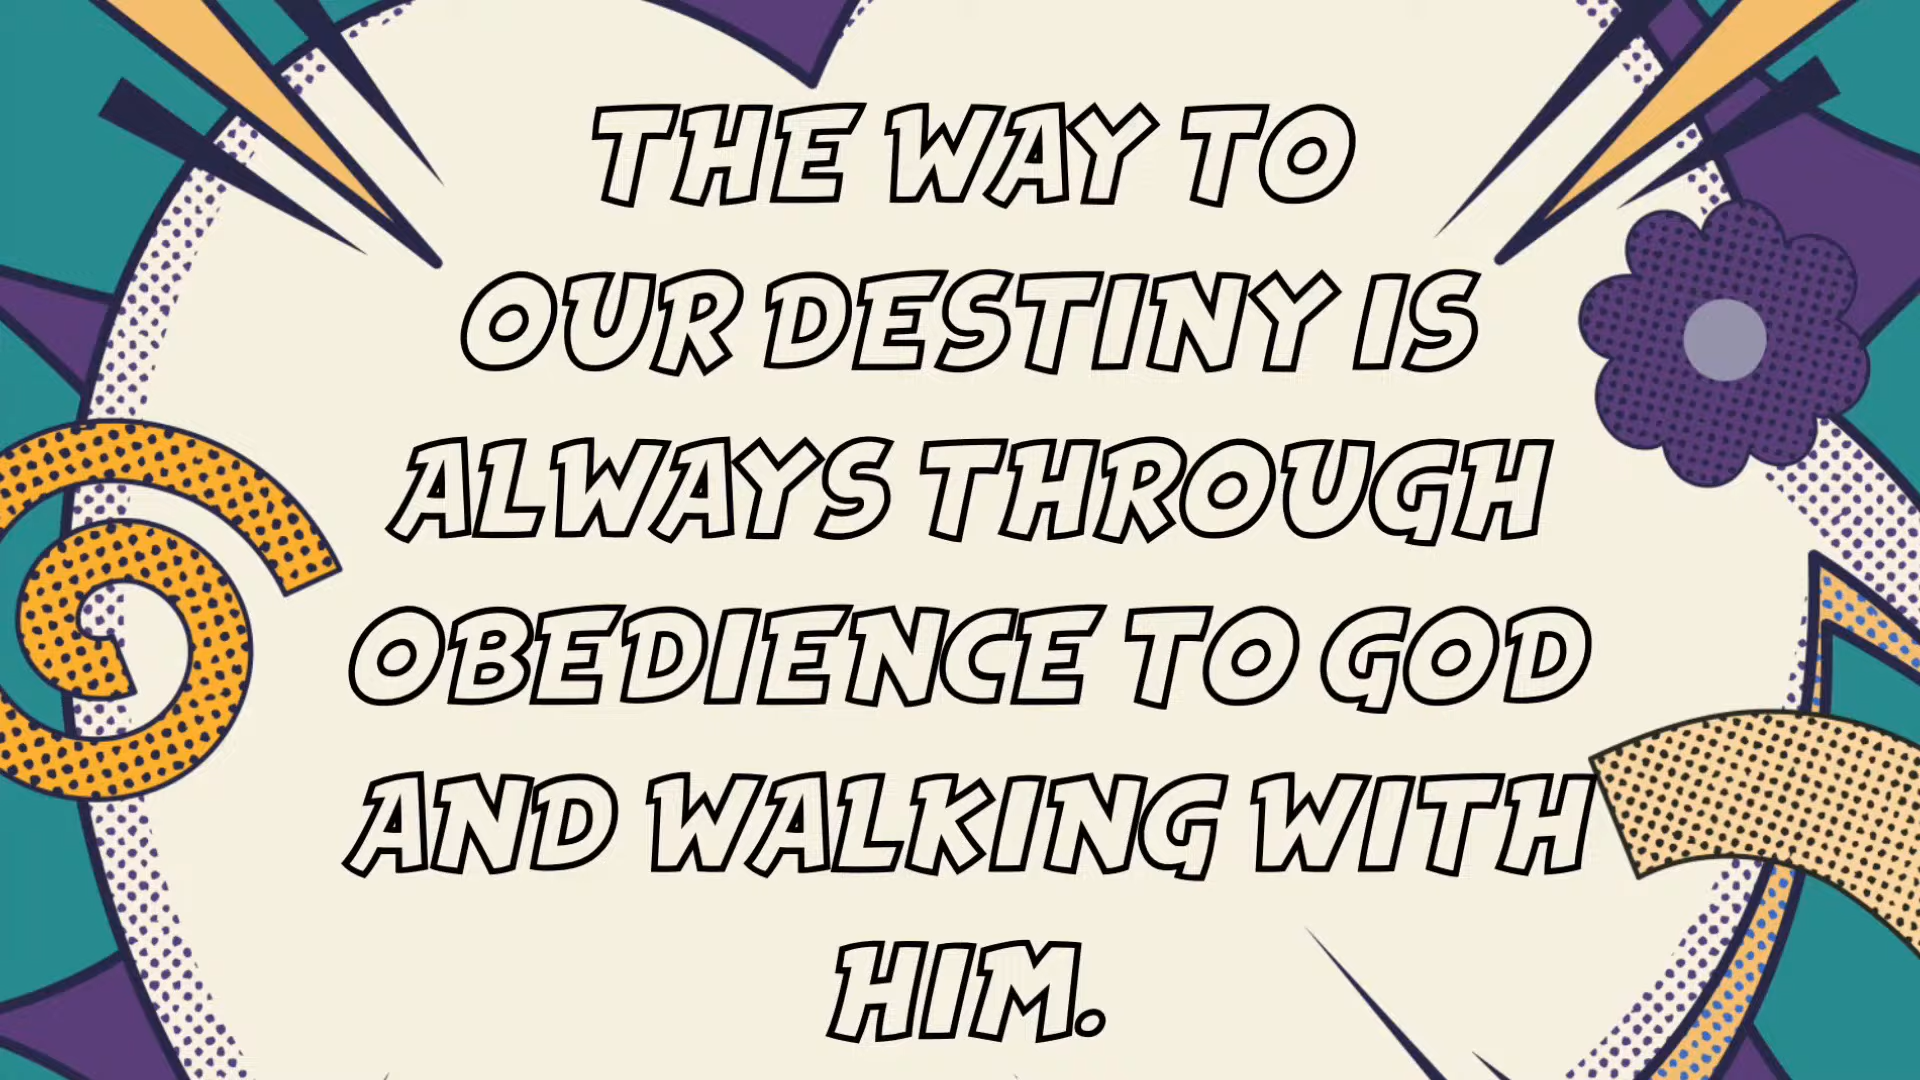 THE WAY TO
OUR DESTINY IS
ALWAYS THROUGH
OBEDIENCE TO GOD
AND WALKING WITH
HIM.